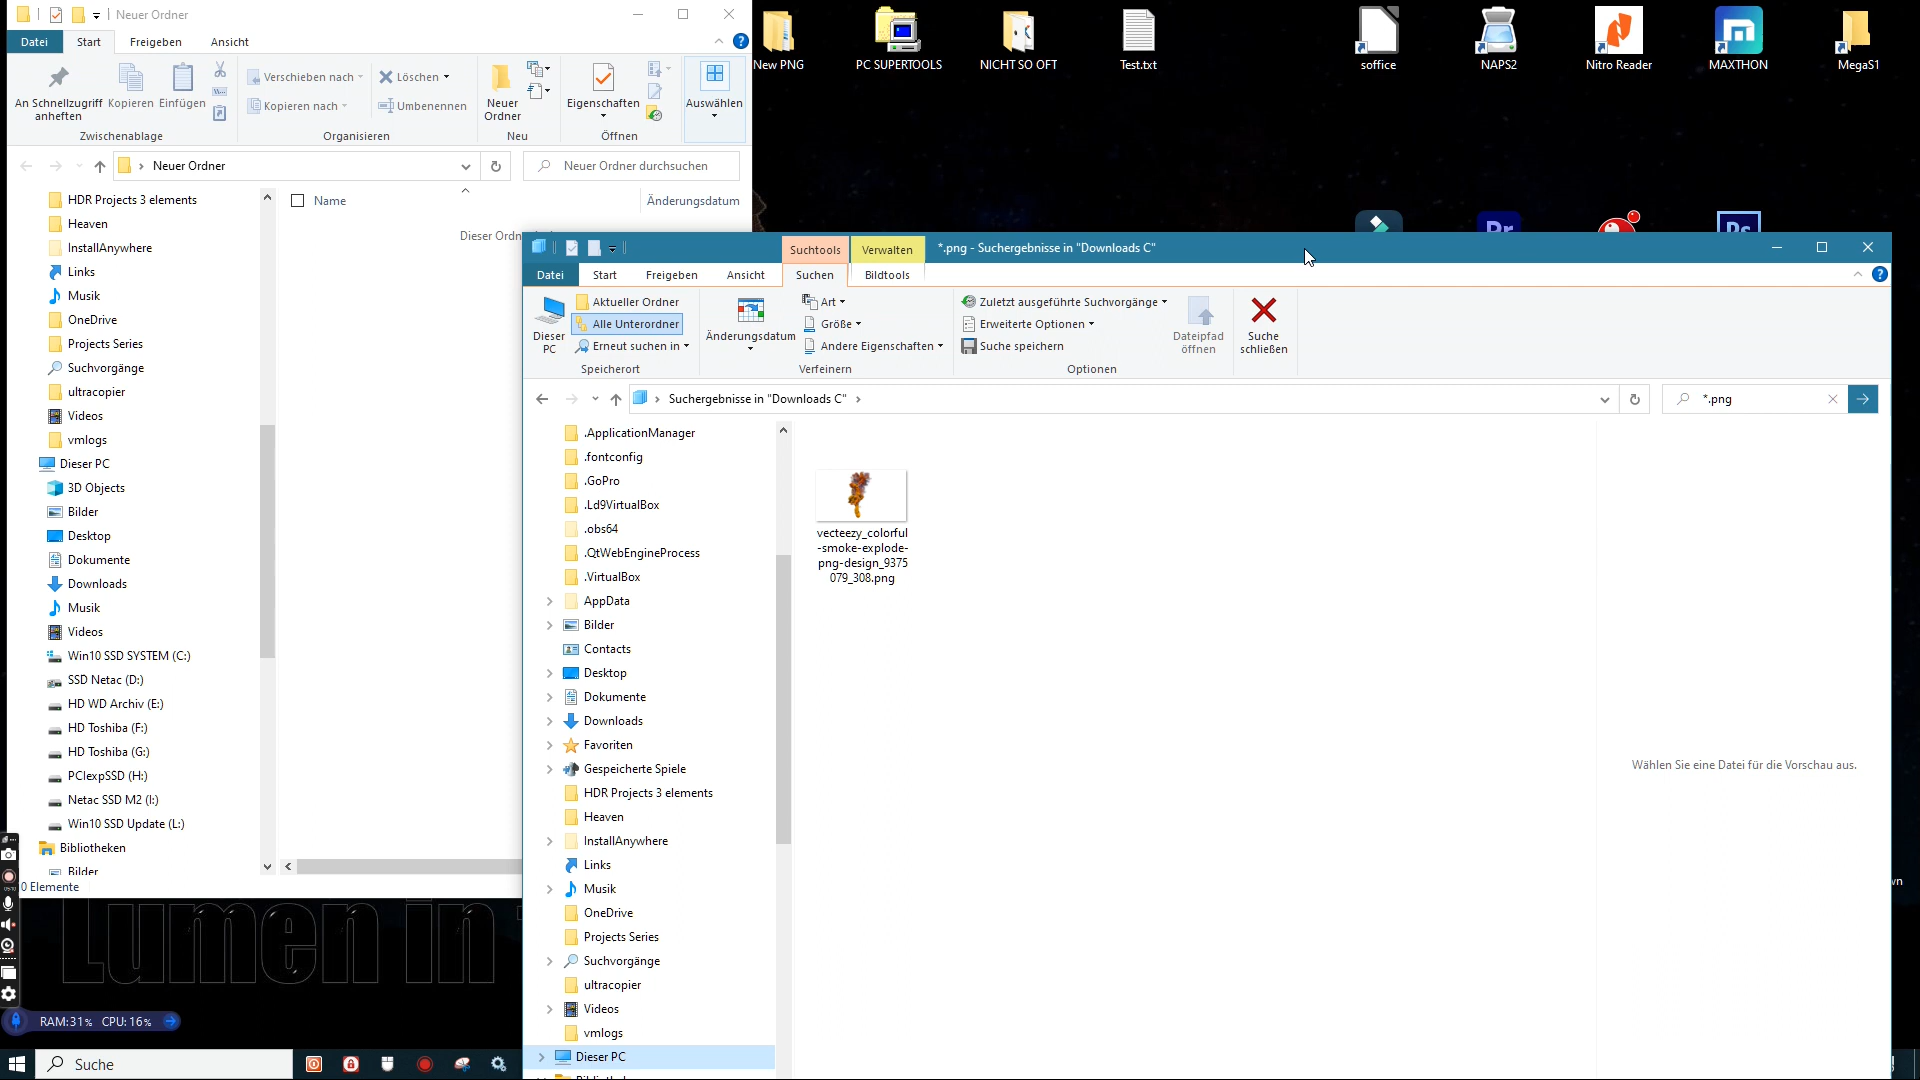 Neuer Ordner
Datei Start Freigeben Ansicht
An Schnellzugriff
anheften
Kopieren
Einfügen
Verschieben nach
Kopieren nach
Löschen
Umbenennen
Neuer
Ordner
Eigenschaften
Auswählen
Zwischenablage
Organisieren
Neu
Öffnen
Neuer Ordner
Neuer Ordner durchsuchen
HDR Projects 3 elements
Heaven
InstallAnywhere
Links
Musik
OneDrive
Projects Series
Suchvorgänge
ultracopier
Videos
vmlogs
Dieser PC
3D Objects
Bilder
Desktop
Dokumente
Downloads
Musik
Videos
Win10 SSD SYSTEM (C:)
SSD Netac (D:)
HD WD Archiv (E:)
HD Toshiba (F:)
HD Toshiba (G:)
PCIexpSSD (H:)
Netac SSD M2 (I:)
Win10 SSD Update (L:)
Bibliotheken
Bilder
0 Elemente
Name
Änderungsdatum
New PNG
PC SUPERTOOLS
NICHT SO OFT
Test.txt
soffice
NAPS2
Nitro Reader
MAXTHON
MegaS1
Pr
Ps
Suchtools
Verwalten
*.png - Suchergebnisse in "Downloads C"
Datei Start Freigeben Ansicht Suchen Bildtools
Dieser
PC
Aktueller Ordner
Alle Unterordner
Erneut suchen in
Änderungsdatum
Art
Größe
Andere Eigenschaften
Zuletzt ausgeführte Suchvorgänge
Erweiterte Optionen
Suche speichern
Dateipfad
öffnen
Suche
schließen
Speicherort
Verfeinern
Optionen
Suchergebnisse in "Downloads C"
*.png
.ApplicationManager
.fontconfig
.GoPro
.Ld9VirtualBox
.obs64
.QtWebEngineProcess
.VirtualBox
AppData
Bilder
Contacts
Desktop
Dokumente
Downloads
Favoriten
Gespeicherte Spiele
HDR Projects 3 elements
Heaven
InstallAnywhere
Links
Musik
OneDrive
Projects Series
Suchvorgänge
ultracopier
Videos
vmlogs
Dieser PC
vecteezy_colorful
-smoke-explode-
png-design_9375
079_308.png
Wählen Sie eine Datei für die Vorschau aus.
Lumen in
RAM:31% CPU: 16%
Suche